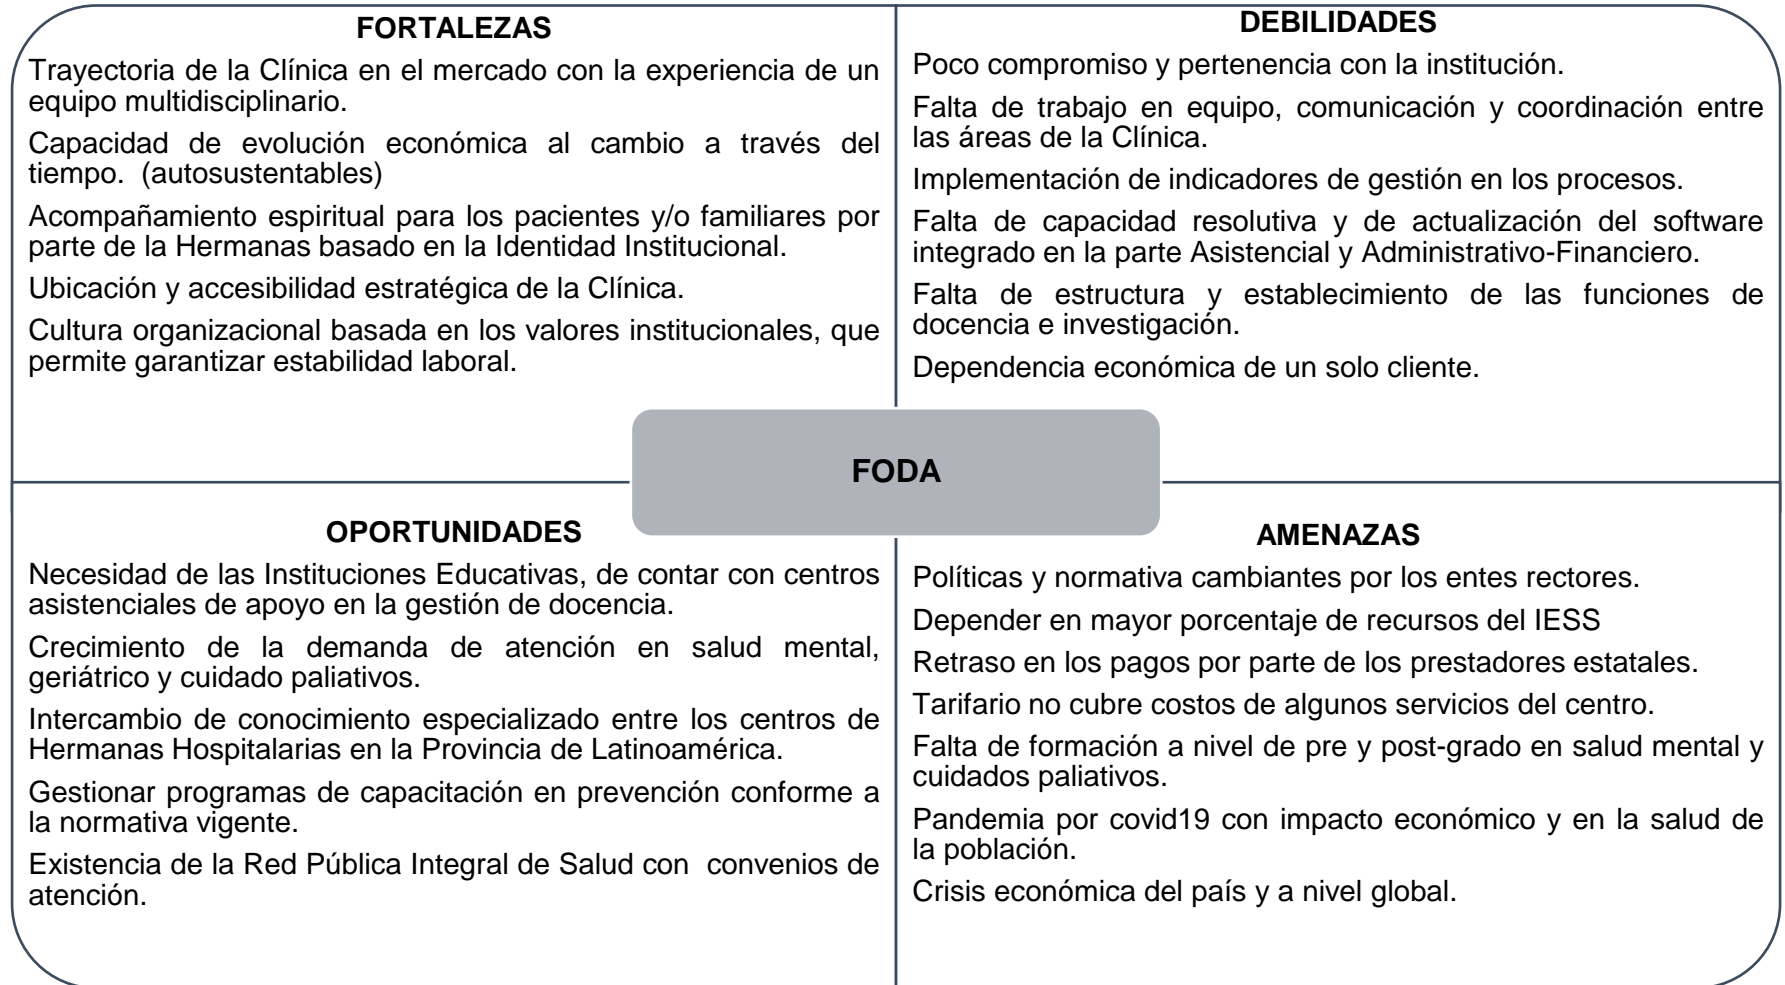 FORTALEZAS
Trayectoria de la Clínica en el mercado con la experiencia de un
equipo multidisciplinario.
Capacidad de evolución económica al cambio a través del
tiempo. (autosustentables)
Acompañamiento espiritual para los pacientes y/o familiares por
parte de la Hermanas basado en la Identidad Institucional.
Ubicación y accesibilidad estratégica de la Clínica.
Cultura organizacional basada en los valores institucionales, que
permite garantizar estabilidad laboral.
DEBILIDADES
Poco compromiso y pertenencia con la institución.
Falta de trabajo en equipo, comunicación y coordinación entre
las áreas de la Clínica.
Implementación de indicadores de gestión en los procesos.
Falta de capacidad resolutiva y de actualización del software
integrado en la parte Asistencial y Administrativo-Financiero.
Falta de estructura y establecimiento de las funciones de
docencia e investigación.
Dependencia económica de un solo cliente.
FODA
OPORTUNIDADES
Necesidad de las Instituciones Educativas, de contar con centros
asistenciales de apoyo en la gestión de docencia.
Crecimiento de la demanda de atención en salud mental,
geriátrico y cuidado paliativos.
Intercambio de conocimiento especializado entre los centros de
Hermanas Hospitalarias en la Provincia de Latinoamérica.
Gestionar programas de capacitación en prevención conforme a
la normativa vigente.
Existencia de la Red Pública Integral de Salud con convenios de
atención.
AMENAZAS
Políticas y normativa cambiantes por los entes rectores.
Depender en mayor porcentaje de recursos del IESS
Retraso en los pagos por parte de los prestadores estatales.
Tarifario no cubre costos de algunos servicios del centro.
Falta de formación a nivel de pre y post-grado en salud mental y
cuidados paliativos.
Pandemia por covid19 con impacto económico y en la salud de
la población.
Crisis económica del país y a nivel global.